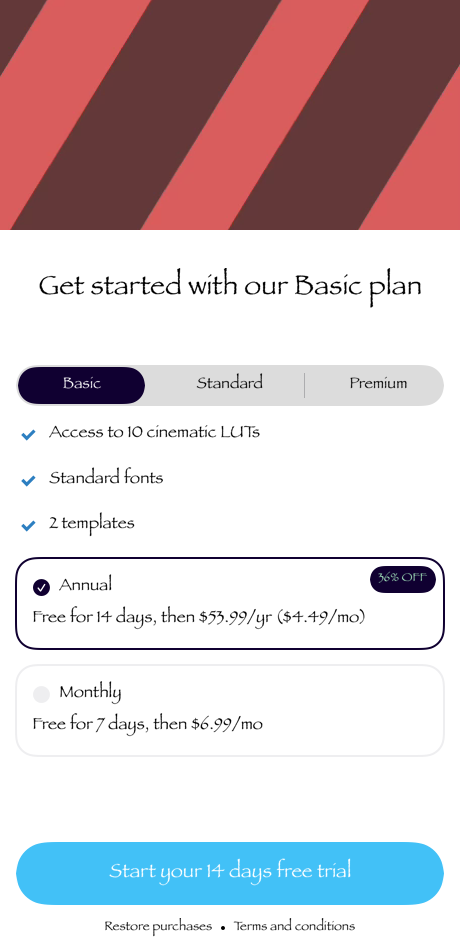 Get started with our Basic plan
Basic Standard Premium
Access to 10 cinematic LUTs
Standard fonts
2 templates
36% OFF
Annual
Free for 14 days, then $53.99/yr ($4.49/mo)
Monthly
Free for 7 days, then $6.99/mo
Start your 14 days free trial
Restore purchases • Terms and conditions